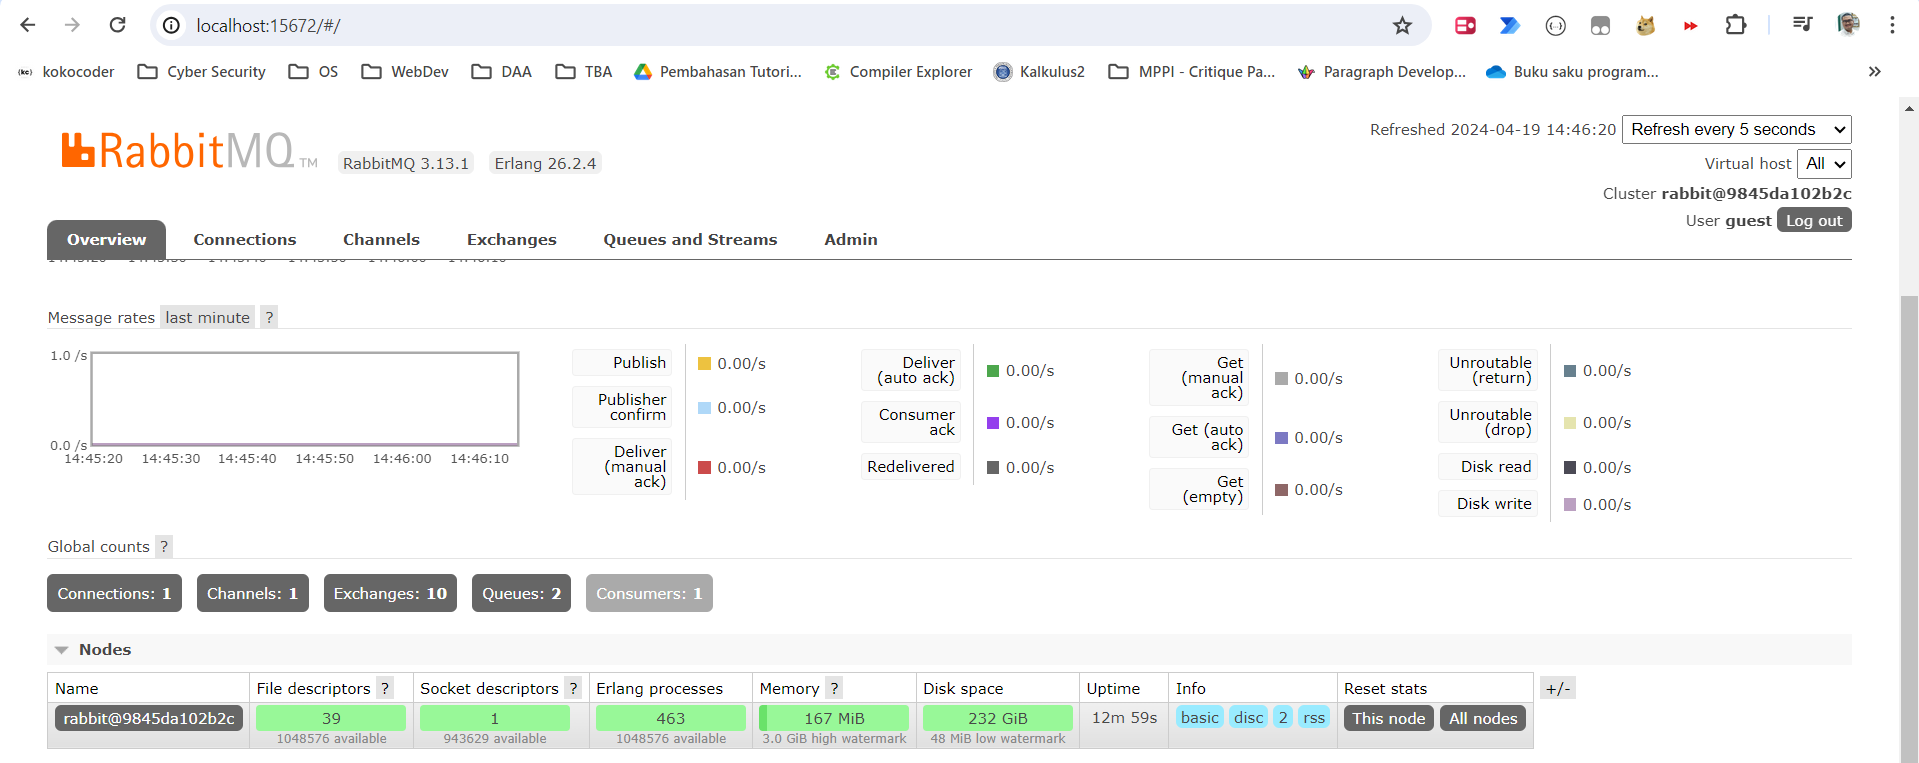 localhost:15672/#/
kokocoder Cyber Security OS WebDev DAA TBA Pembahasan Tutori... Compiler Explorer Kalkulus2 MPPI - Critique Pa... Paragraph Develop... Buku saku program... »
RabbitMQ TM RabbitMQ 3.13.1 Erlang 26.2.4
Refreshed 2024-04-19 14:46:20 Refresh every 5 seconds
Virtual host All
Cluster rabbit@9845da102b2c
User guest Log out
Overview Connections Channels Exchanges Queues and Streams Admin
Message rates last minute ?
1.0 /s
0.0 /s
14:45:20 14:45:30 14:45:40 14:45:50 14:46:00 14:46:10
Publish 0.00/s
Publisher
confirm 0.00/s
Deliver
(manual
ack) 0.00/s
Deliver
(auto ack) 0.00/s
Consumer
ack 0.00/s
Redelivered 0.00/s
Get
(manual
ack) 0.00/s
Get (auto
ack) 0.00/s
Get
(empty) 0.00/s
Unroutable
(return) 0.00/s
Unroutable
(drop) 0.00/s
Disk read 0.00/s
Disk write 0.00/s
Global counts ?
Connections: 1 Channels: 1 Exchanges: 10 Queues: 2 Consumers: 1
Nodes
Name File descriptors ? Socket descriptors ? Erlang processes Memory ? Disk space Uptime Info Reset stats +/-
rabbit@9845da102b2c 39 1 463 167 MiB 232 GiB 12m 59s basic disc 2 rss This node All nodes
1048576 available 943629 available 1048576 available 3.0 GiB high watermark 48 MiB low watermark